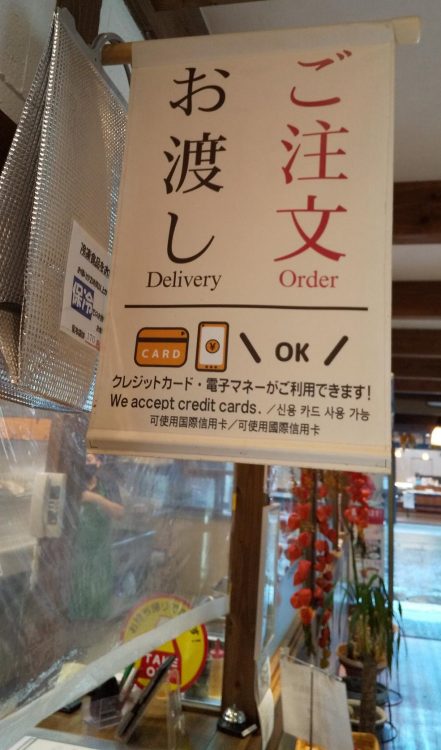 ご注文
Order
お渡し
Delivery
CARD
¥
\ OK /
クレジットカード・電子マネーがご利用できます!
We accept credit cards. ／신용 카드 사용 가능
可使用国际信用卡／可使用國際信用卡
保冷
TAKE